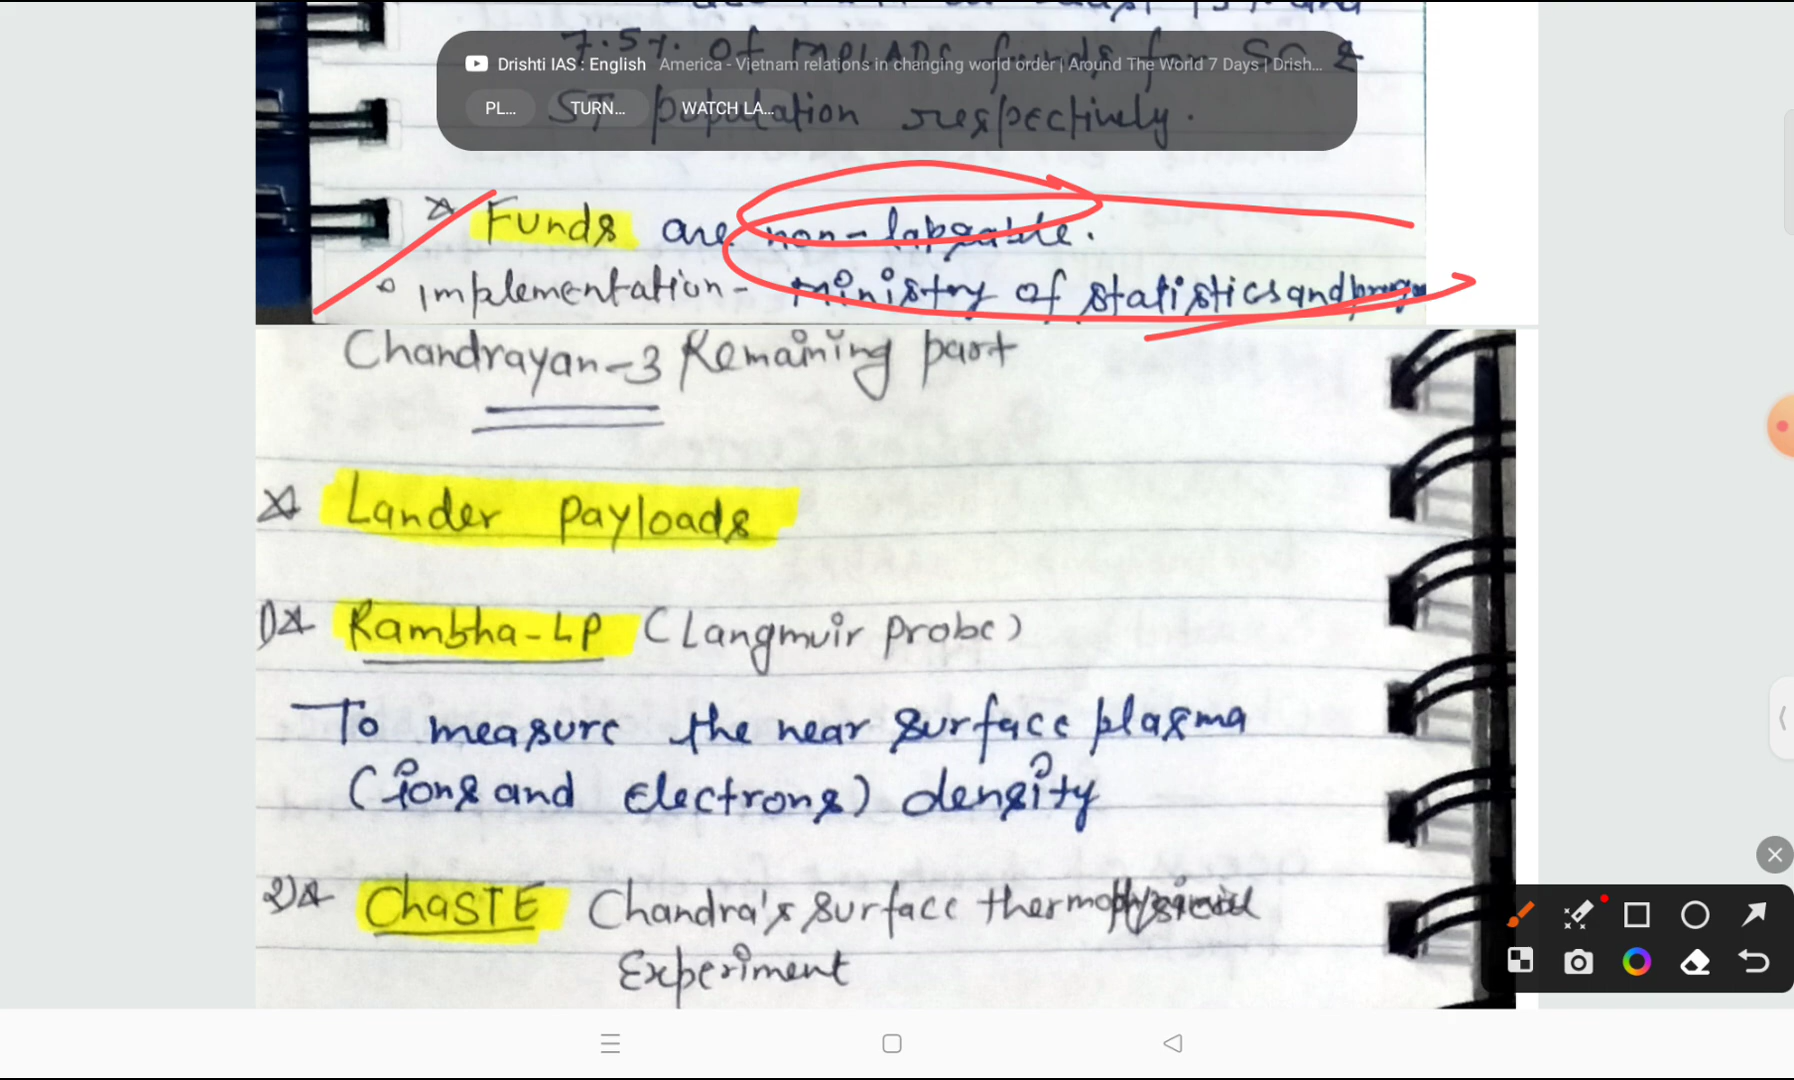 7.5% of MPLADS funds for SC &
Drishti IAS : English America - Vietnam relations in changing world order | Around The World 7 Days | Drish...
PL... TURN... WATCH LA...
ST population respectively.
Funds are non-lapsable.
implementation- ministry of statistics and
Chandrayan-3 Remaining part
Lander Payloads
1) Rambha-LP (Langmuir Probe)
To measure the near surface plasma
(ions and electrons) density
2) ChaSTE Chandra's surface thermophysical
Experiment